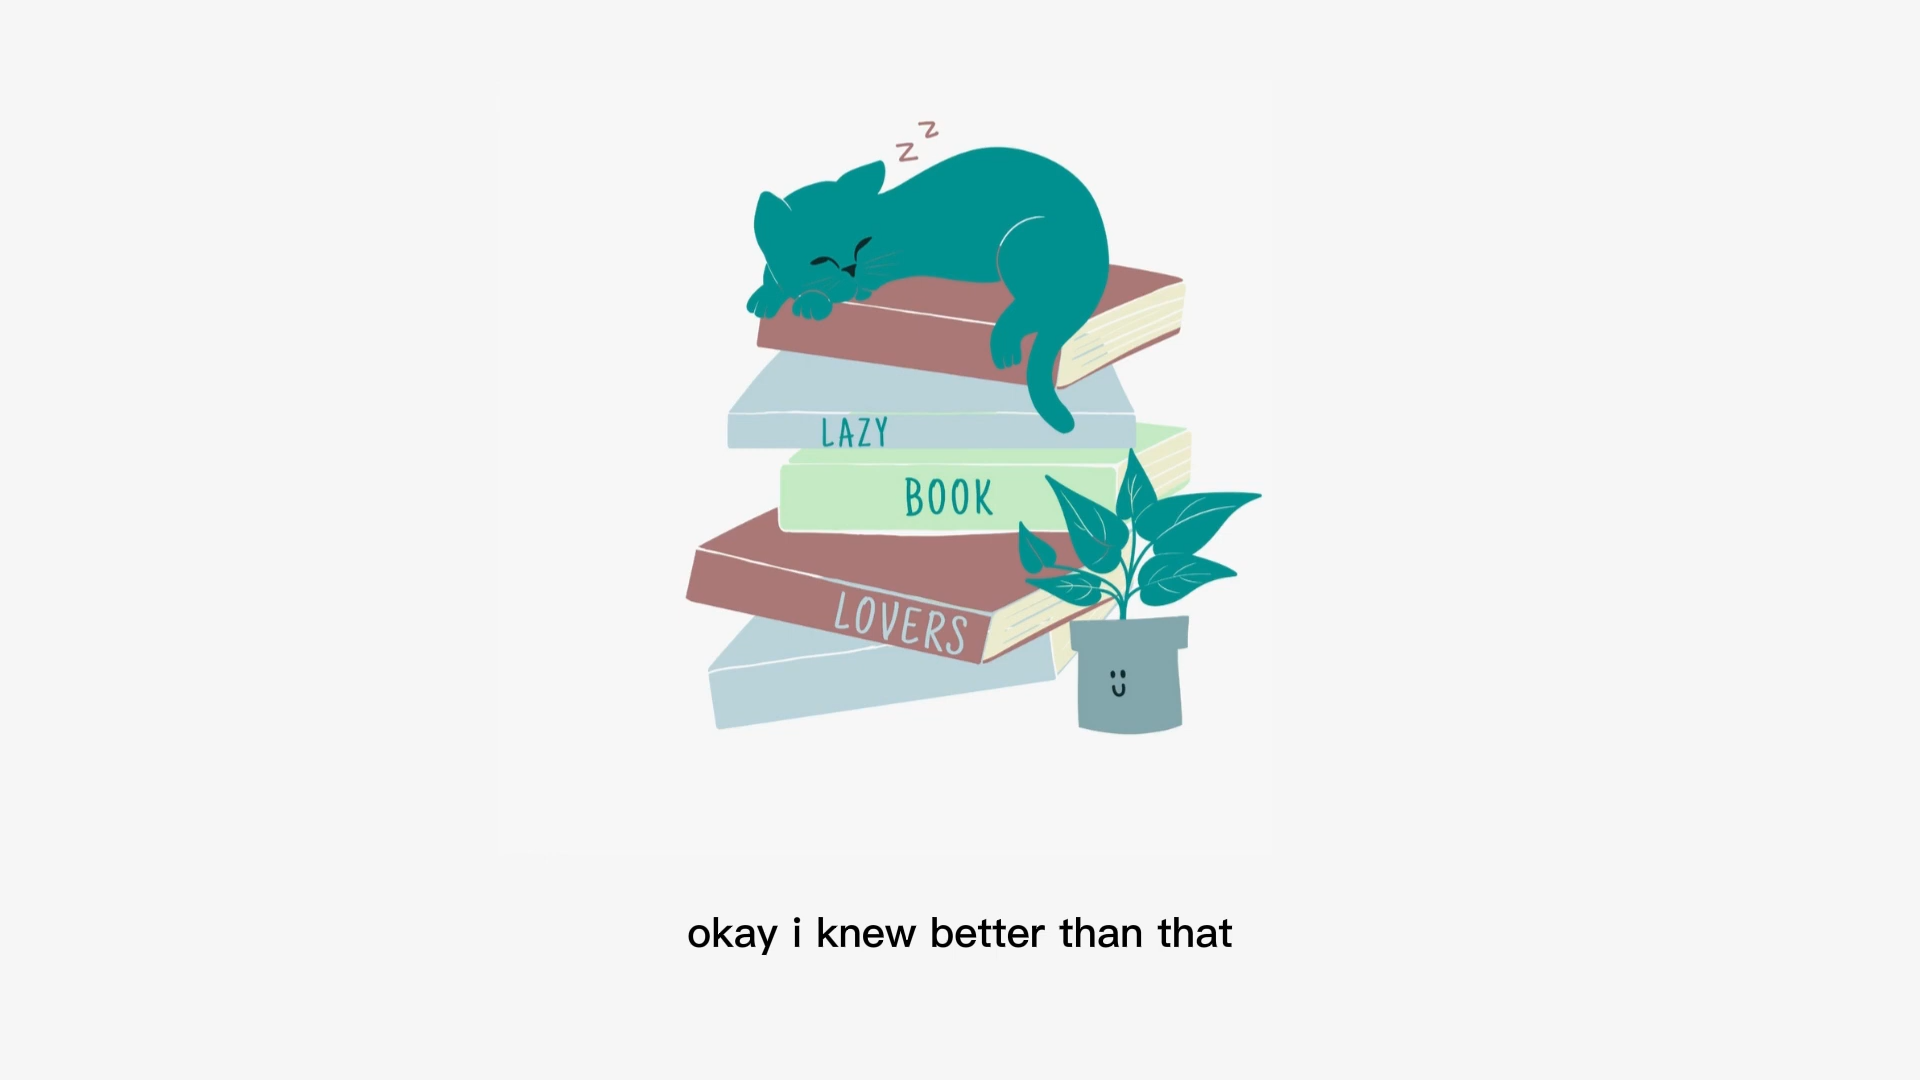 z
z
LAZY
BOOK
LOVERS
okay i knew better than that